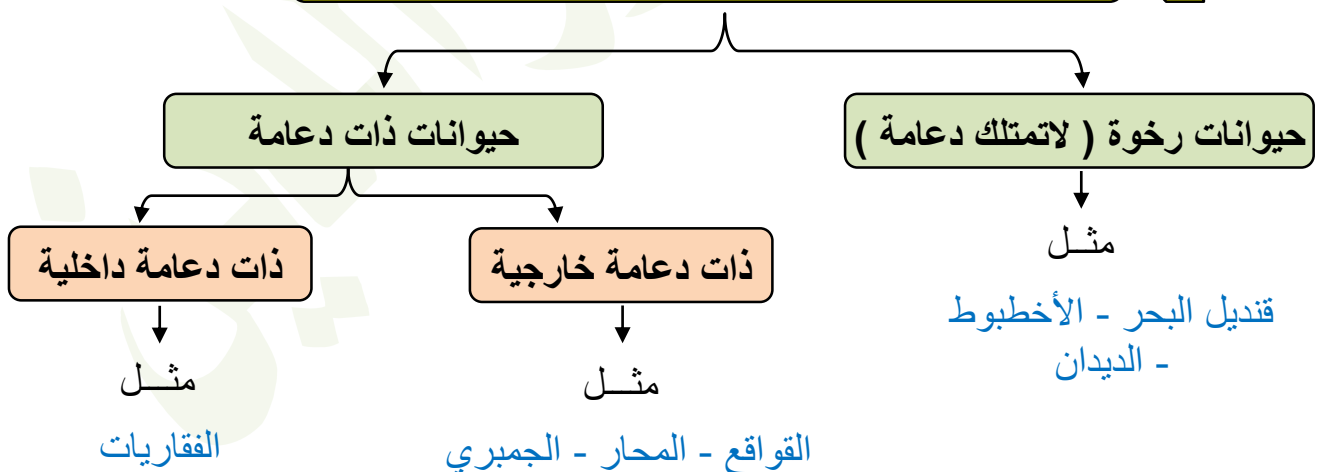 حيوانات رخوة ( لاتمتلك دعامة )
حيوانات ذات دعامة
مثــل
قنديل البحر - الأخطبوط
- الديدان
ذات دعامة خارجية
ذات دعامة داخلية
مثــل
مثــل
القواقع - المحار - الجمبري
الفقاريات